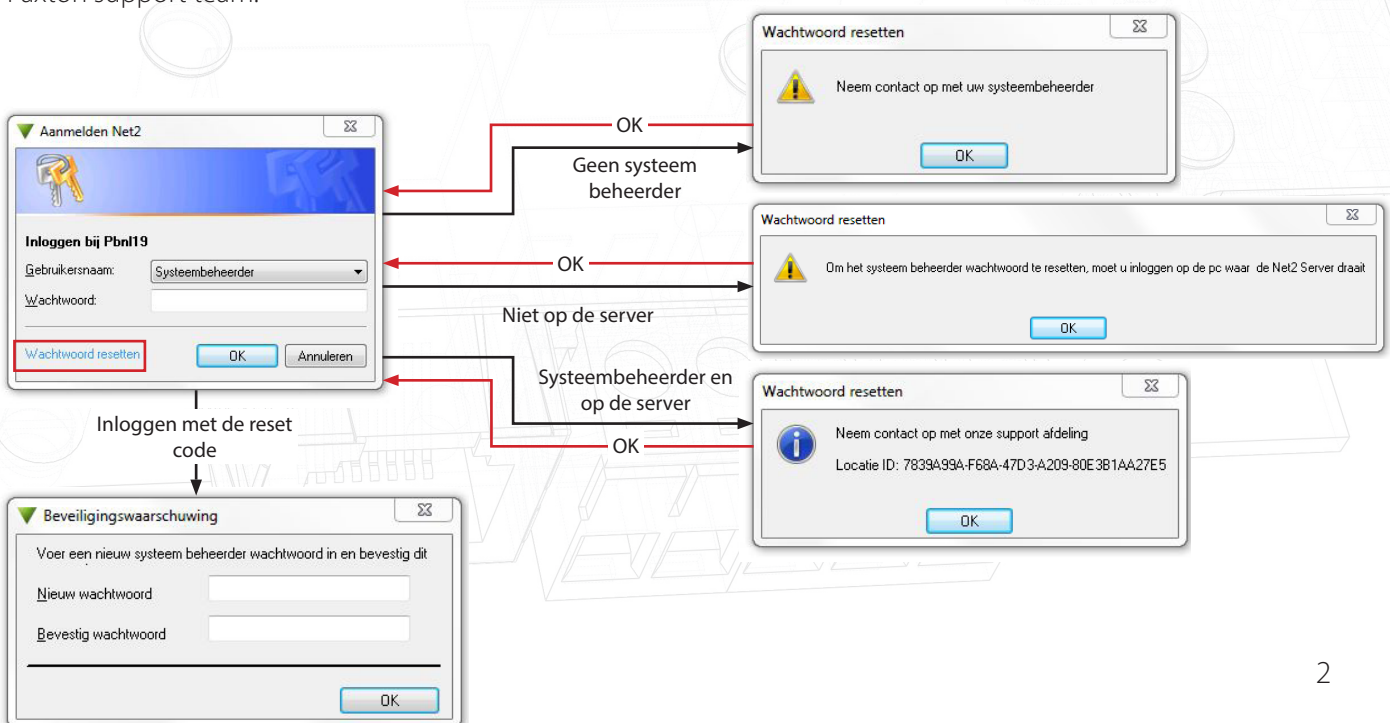 Paxton support team.
Aanmelden Net2
Inloggen bij Pbnl19
Gebruikersnaam:
Systeembeheerder
Wachtwoord:
Wachtwoord resetten
OK
Annuleren
OK
Geen systeem
beheerder
Wachtwoord resetten
Neem contact op met uw systeembeheerder
OK
OK
Niet op de server
Wachtwoord resetten
Om het systeem beheerder wachtwoord te resetten, moet u inloggen op de pc waar de Net2 Server draait
OK
Systeembeheerder en
op de server
OK
Wachtwoord resetten
Neem contact op met onze support afdeling
Locatie ID: 7839A99A-F68A-47D3-A209-80E3B1AA27E5
OK
Inloggen met de reset
code
Beveiligingswaarschuwing
Voer een nieuw systeem beheerder wachtwoord in en bevestig dit
Nieuw wachtwoord
Bevestig wachtwoord
OK
2